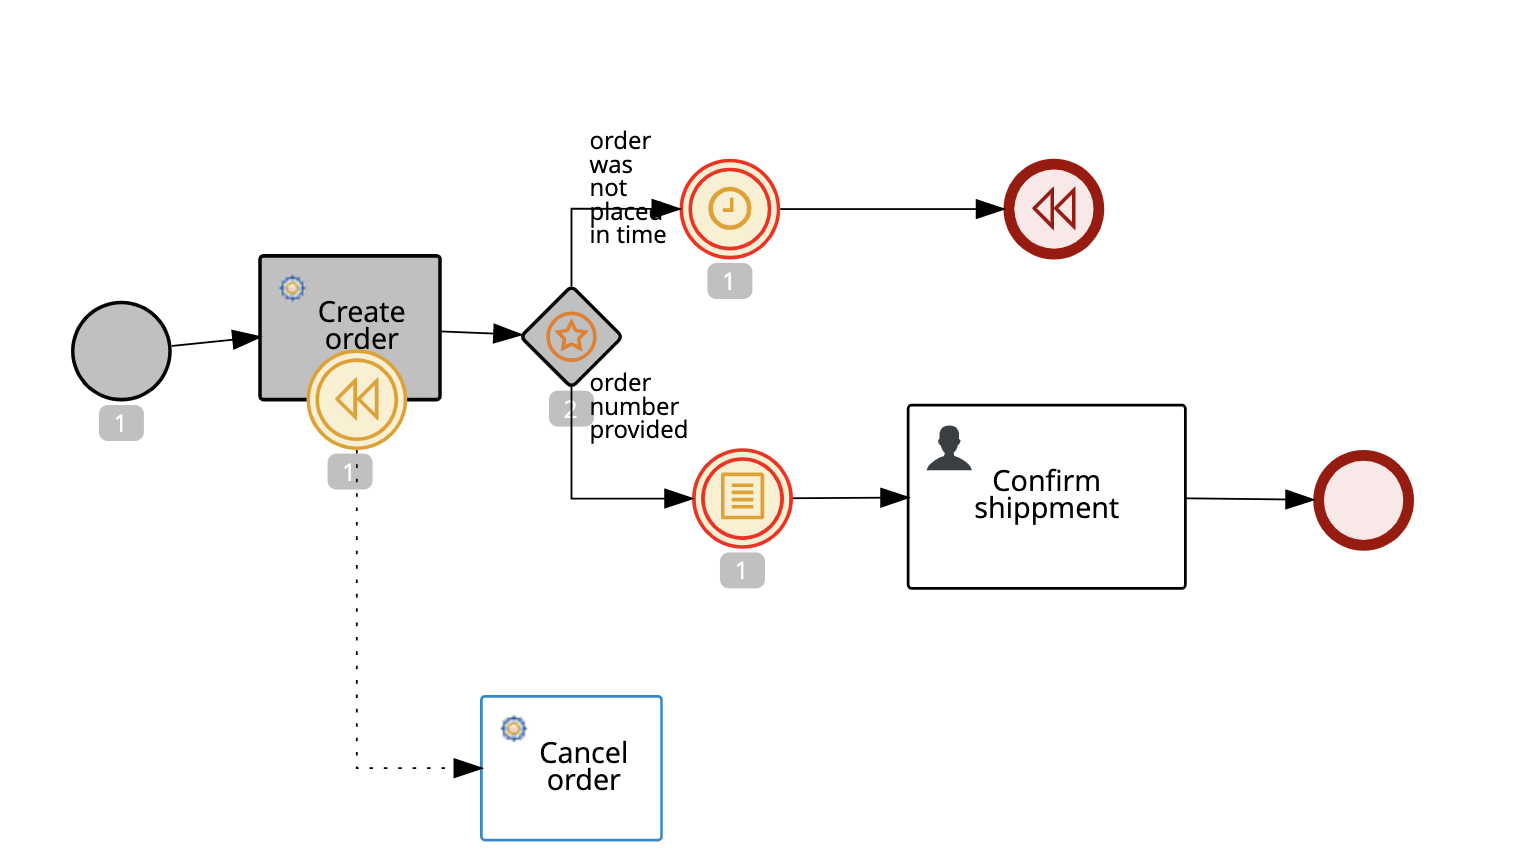 order
was
not
placed
in time
1
Create
order
1
1
order
number
provided
2
Confirm
shippment
1
Cancel
order